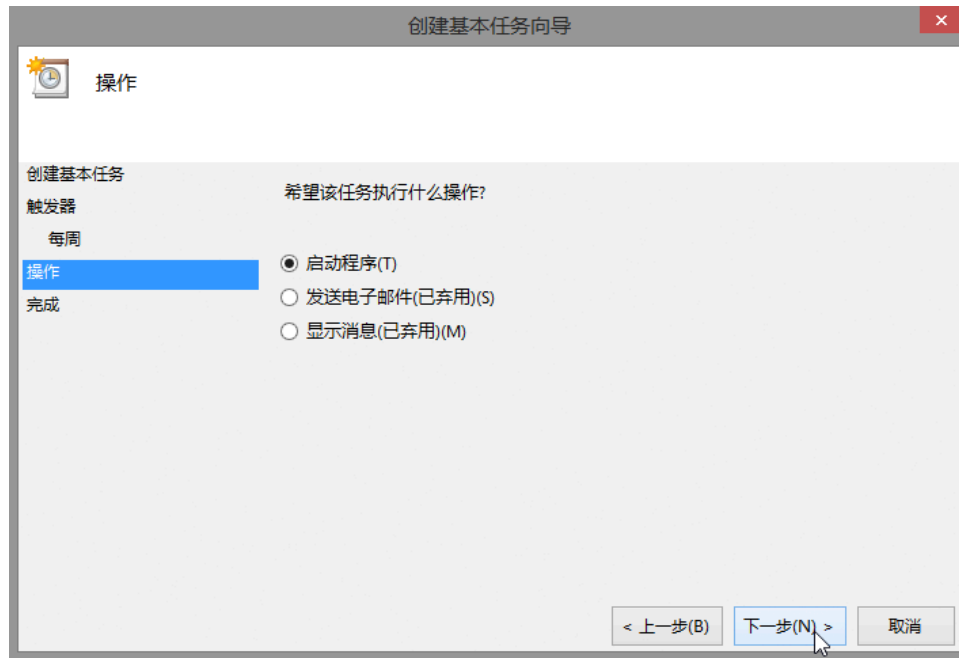 创建基本任务向导
操作
创建基本任务
触发器
每周
操作
完成
希望该任务执行什么操作?
启动程序(T)
发送电子邮件(已弃用)(S)
显示消息(已弃用)(M)
< 上一步(B)
下一步(N) >
取消